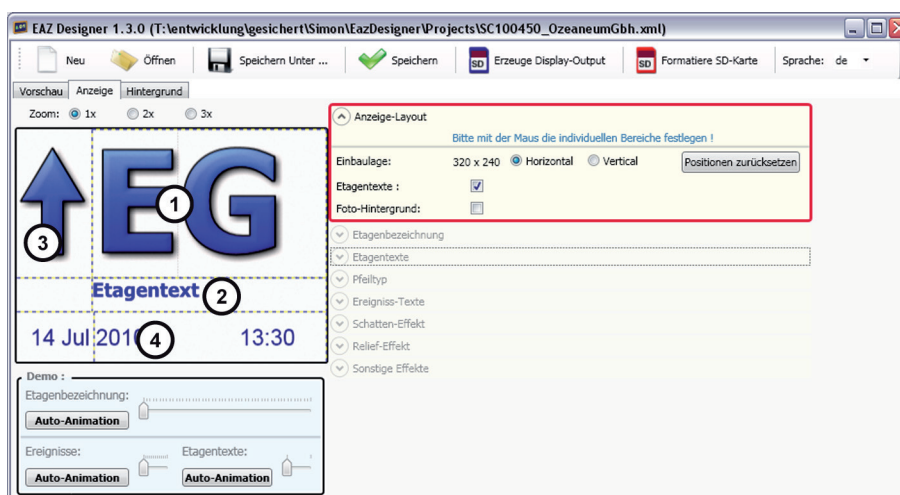 EAZ Designer 1.3.0 (T:\entwicklung\gesichert\Simon\EazDesigner\Projects\SC100450_OzeaneumGbh.xml)
Neu Öffnen Speichern Unter ... Speichern SD Erzeuge Display-Output SD Formatiere SD-Karte Sprache: de
Vorschau Anzeige Hintergrund
Zoom: 1x 2x 3x
EG
1
3
Etagentext 2
14 Jul 2010 4 13:30
Anzeige-Layout
Bitte mit der Maus die individuellen Bereiche festlegen !
Einbaulage: 320 x 240 Horizontal Vertical Positionen zurücksetzen
Etagentexte :
Foto-Hintergrund:
Etagenbezeichnung
Etagentexte
Pfeiltyp
Ereigniss-Texte
Schatten-Effekt
Relief-Effekt
Sonstige Effekte
Demo :
Etagenbezeichnung:
Auto-Animation
Ereignisse: Etagentexte:
Auto-Animation Auto-Animation